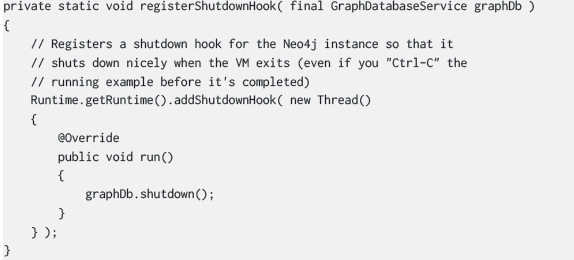 private static void registerShutdownHook( final GraphDatabaseService graphDb )
{
    // Registers a shutdown hook for the Neo4j instance so that it
    // shuts down nicely when the VM exits (even if you "Ctrl-C" the
    // running example before it's completed)
    Runtime.getRuntime().addShutdownHook( new Thread()
    {
        @Override
        public void run()
        {
            graphDb.shutdown();
        }
    } );
}